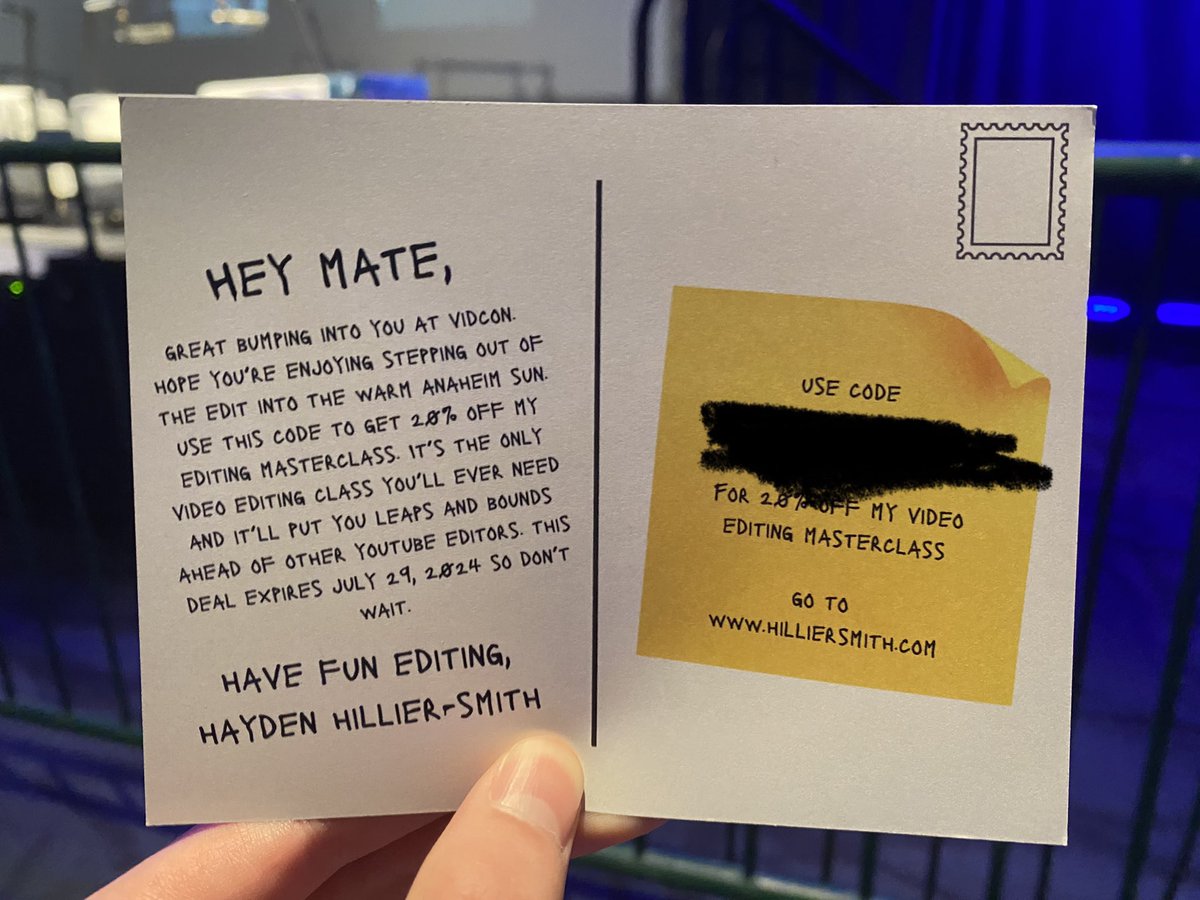 HEY MATE,
GREAT BUMPING INTO YOU AT VIDCON.
HOPE YOU'RE ENJOYING STEPPING OUT OF
THE EDIT INTO THE WARM ANAHEIM SUN.
USE THIS CODE TO GET 20% OFF MY
EDITING MASTERCLASS. IT'S THE ONLY
VIDEO EDITING CLASS YOU'LL EVER NEED
AND IT'LL PUT YOU LEAPS AND BOUNDS
AHEAD OF OTHER YOUTUBE EDITORS. THIS
DEAL EXPIRES JULY 29, 2024 SO DON'T
WAIT.
HAVE FUN EDITING,
HAYDEN HILLIER-SMITH
USE CODE
FOR 20% OFF MY VIDEO
EDITING MASTERCLASS
GO TO
WWW.HILLIERSMITH.COM